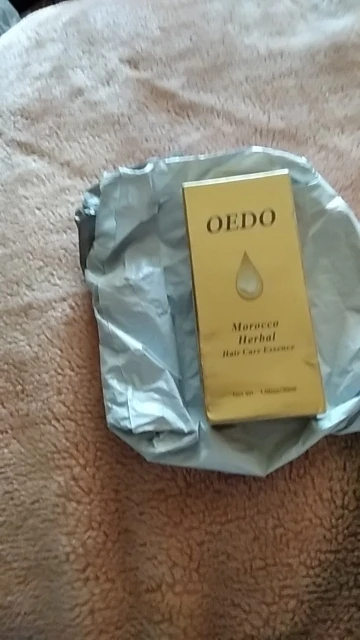 OEDO
Morocco
Herbal
Hair Care Essence